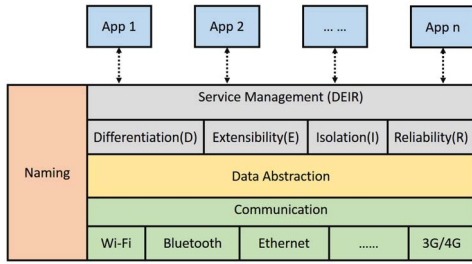 App 1
App 2
... ...
App n
Service Management (DEIR)
Differentiation(D)
Extensibility(E)
Isolation(I)
Reliability(R)
Naming
Data Abstraction
Communication
Wi-Fi
Bluetooth
Ethernet
......
3G/4G